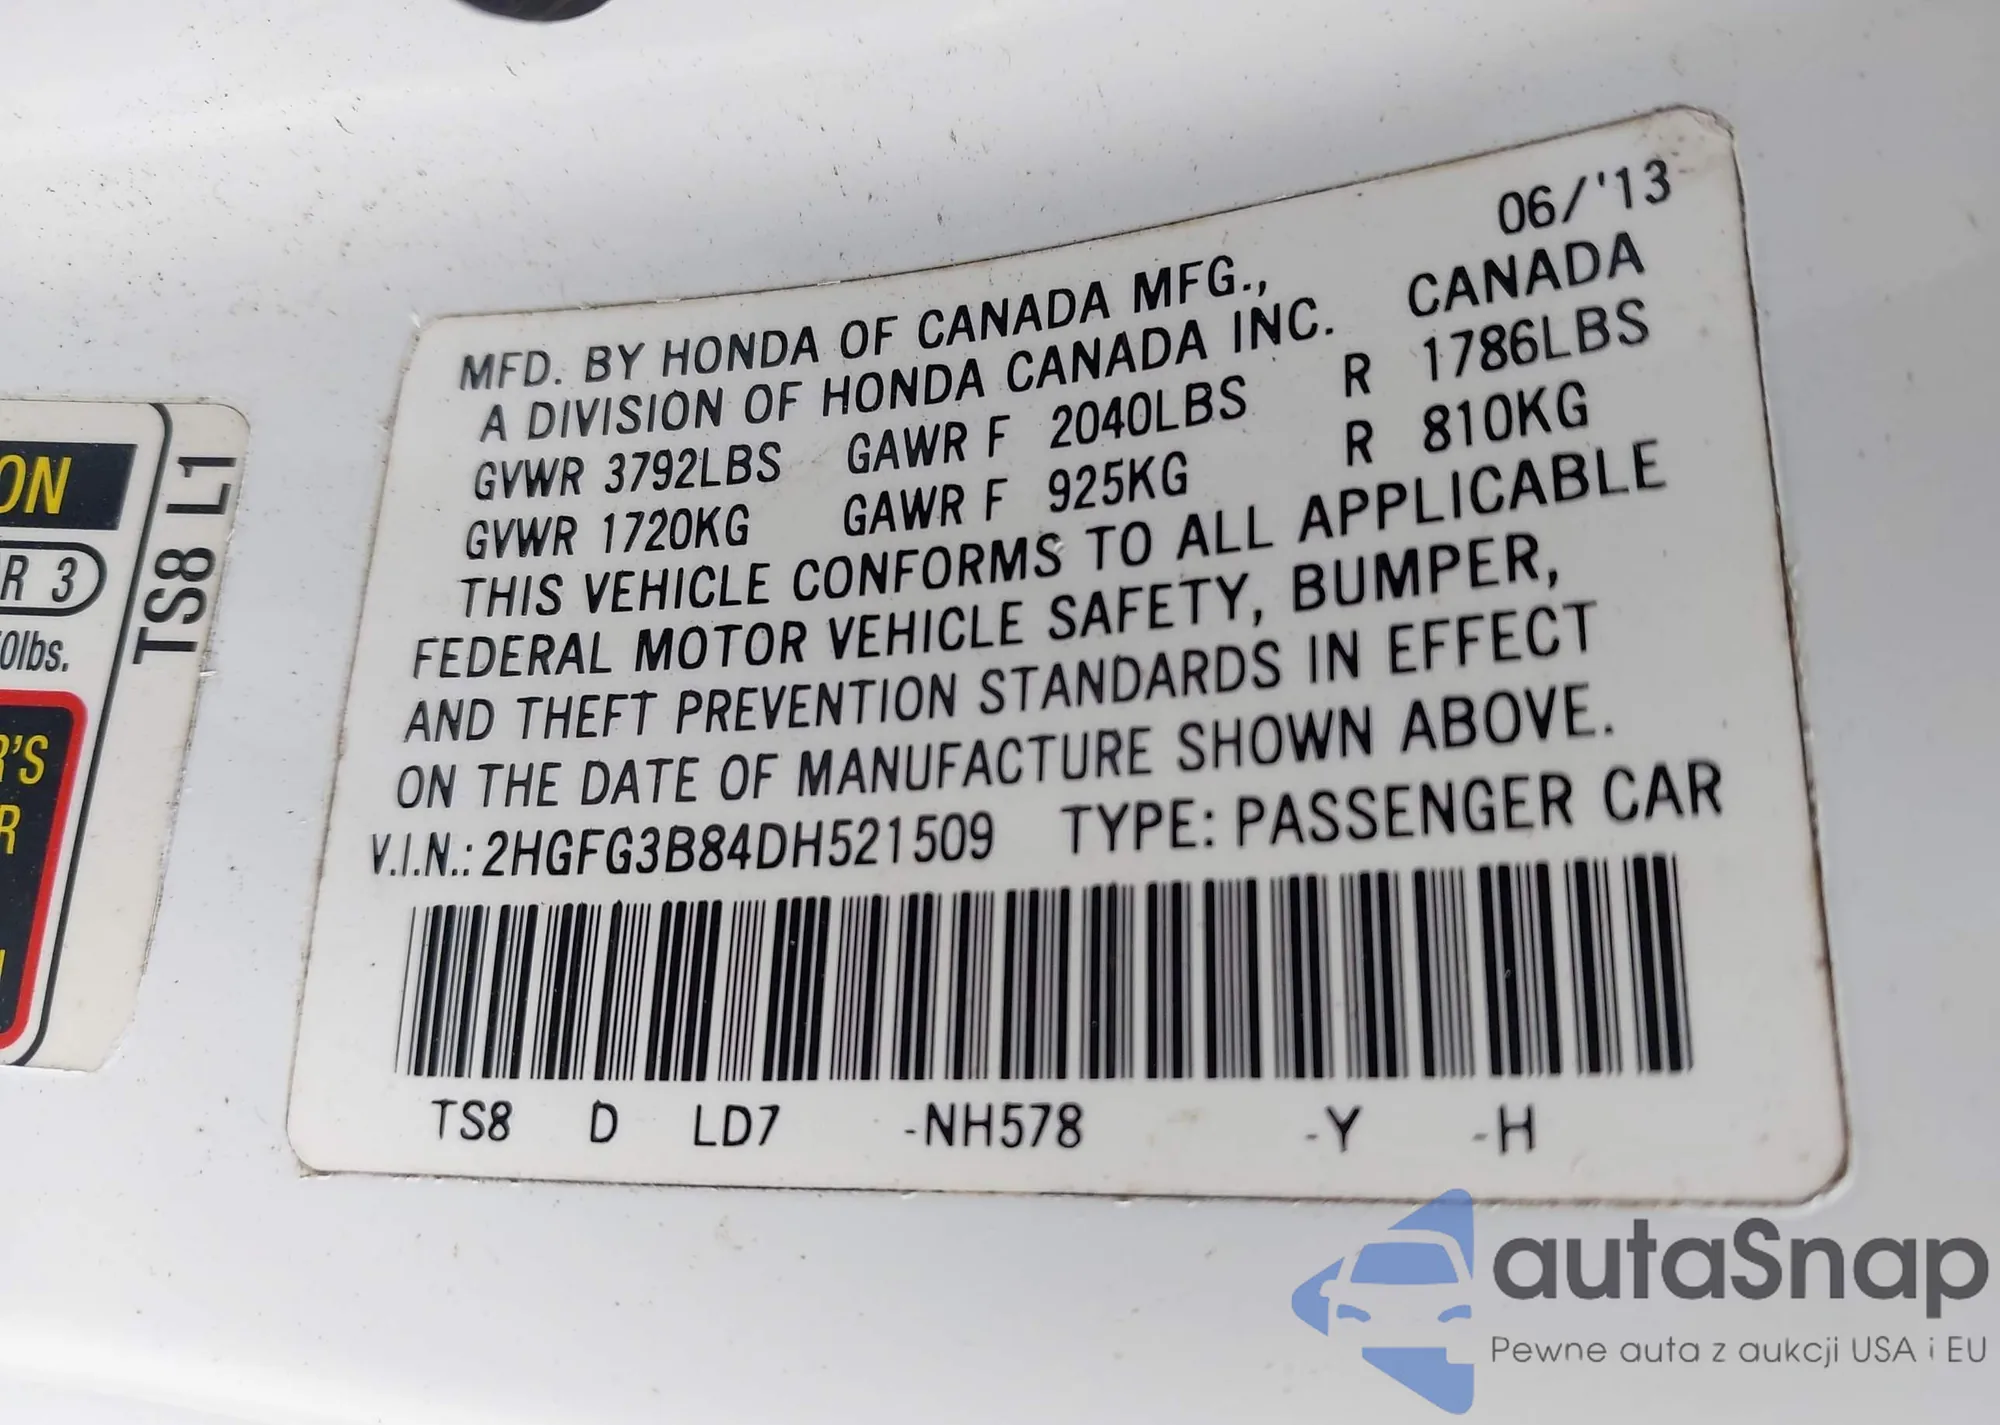 06/'13
MFD. BY HONDA OF CANADA MFG.,
A DIVISION OF HONDA CANADA INC. CANADA
GVWR 3792LBS GAWR F 2040LBS R 1786LBS
GVWR 1720KG GAWR F 925KG R 810KG
THIS VEHICLE CONFORMS TO ALL APPLICABLE
FEDERAL MOTOR VEHICLE SAFETY, BUMPER,
AND THEFT PREVENTION STANDARDS IN EFFECT
ON THE DATE OF MANUFACTURE SHOWN ABOVE.
V.I.N.: 2HGFG3B84DH521509 TYPE: PASSENGER CAR
TS8 D LD7 -NH578 -Y -H
ON
R 3
0lbs.
R'S
R
TS8 L1
autaSnap
Pewne auta z aukcji USA i EU